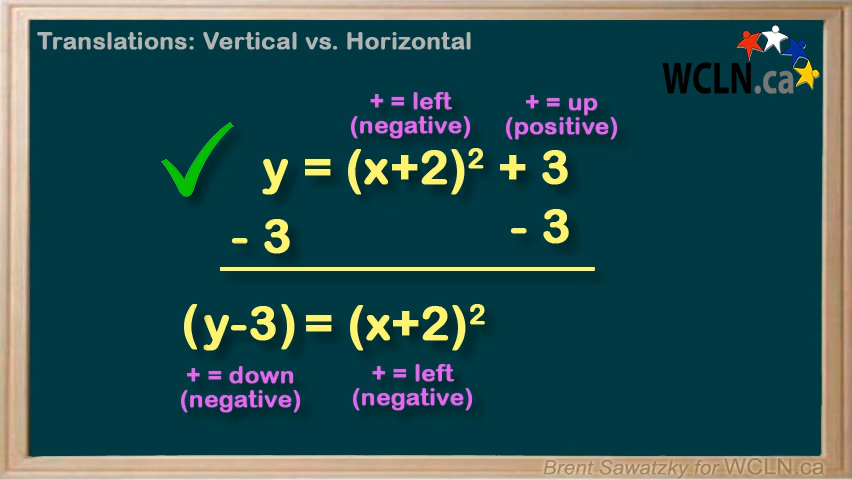 Translations: Vertical vs. Horizontal
WCLN.ca
+ = left + = up
(negative) (positive)
y = (x+2)² + 3
- 3 - 3
(y-3) = (x+2)²
+ = down + = left
(negative) (negative)
Brent Sawatzky for WCLN.ca